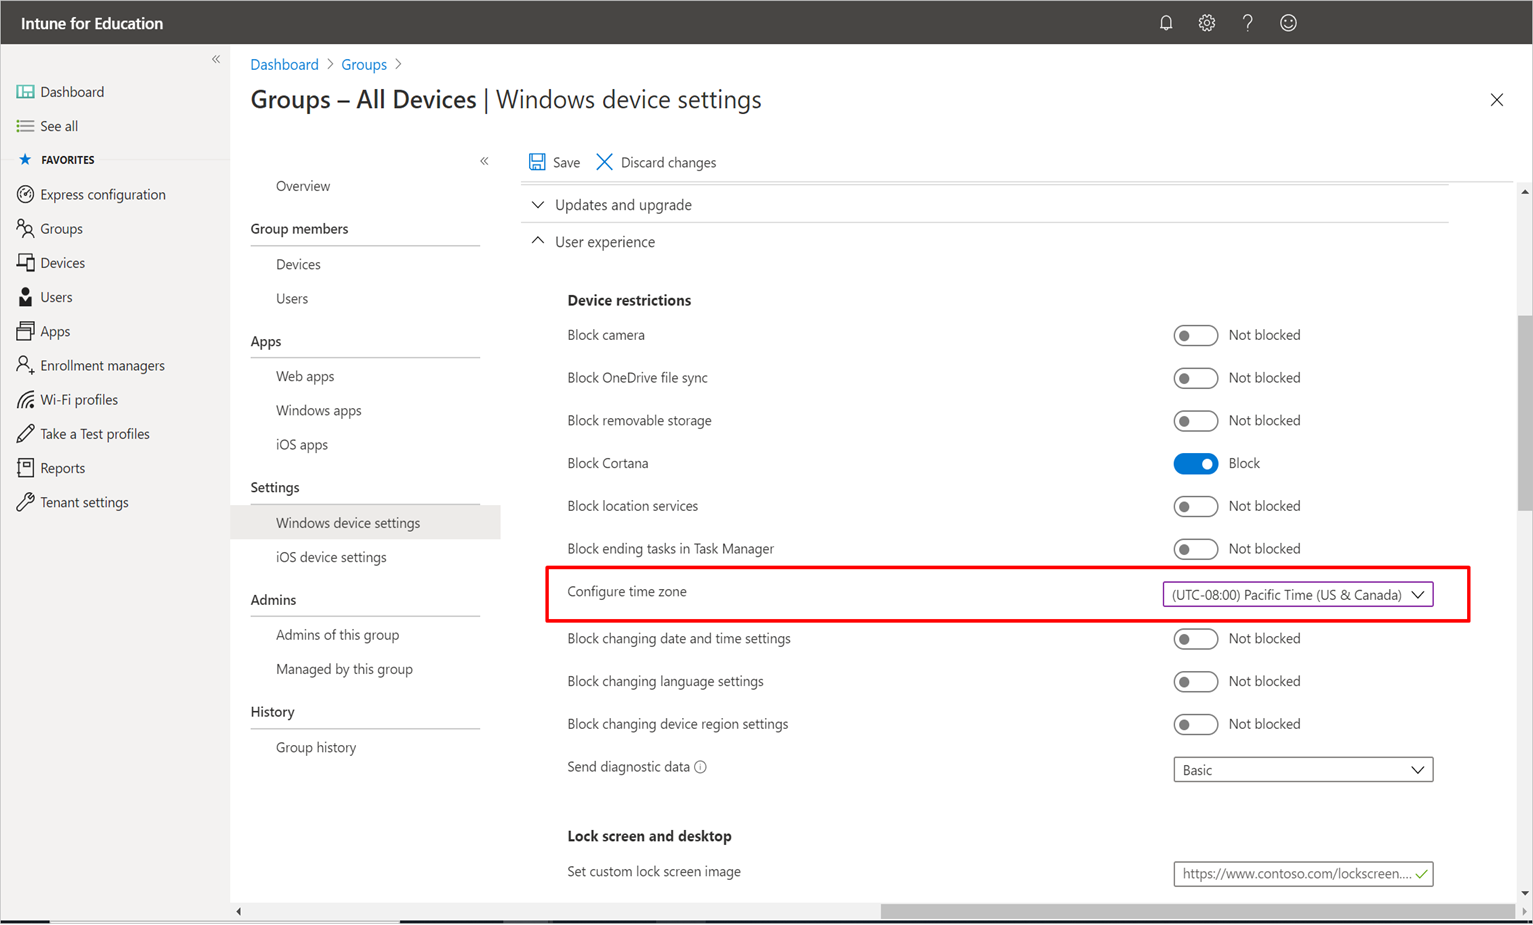 Intune for Education
Dashboard
See all
FAVORITES
Express configuration
Groups
Devices
Users
Apps
Enrollment managers
Wi-Fi profiles
Take a Test profiles
Reports
Tenant settings
Dashboard > Groups >
Groups – All Devices | Windows device settings
Overview
Group members
Devices
Users
Apps
Web apps
Windows apps
iOS apps
Settings
Windows device settings
iOS device settings
Admins
Admins of this group
Managed by this group
History
Group history
Save Discard changes
Updates and upgrade
User experience
Device restrictions
Block camera Not blocked
Block OneDrive file sync Not blocked
Block removable storage Not blocked
Block Cortana Block
Block location services Not blocked
Block ending tasks in Task Manager Not blocked
Configure time zone (UTC-08:00) Pacific Time (US & Canada)
Block changing date and time settings Not blocked
Block changing language settings Not blocked
Block changing device region settings Not blocked
Send diagnostic data Basic
Lock screen and desktop
Set custom lock screen image https://www.contoso.com/lockscreen....